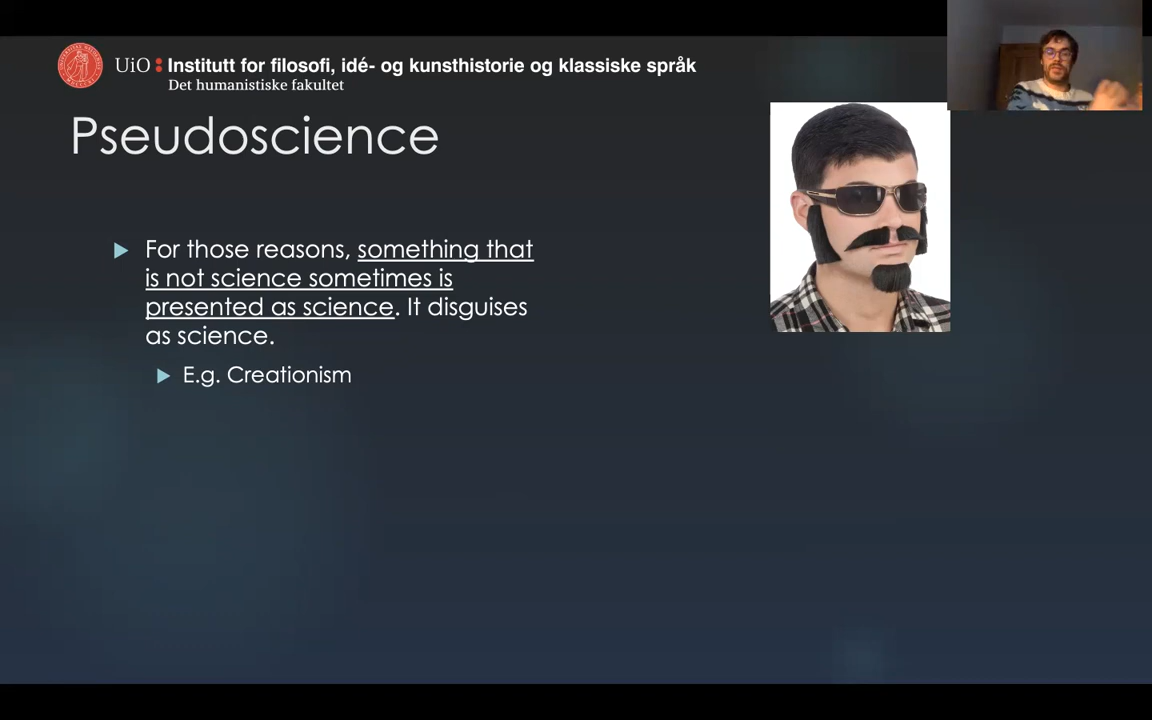 UiO : Institutt for filosofi, idé- og kunsthistorie og klassiske språk
Det humanistiske fakultet
Pseudoscience
For those reasons, something that
is not science sometimes is
presented as science. It disguises
as science.
E.g. Creationism